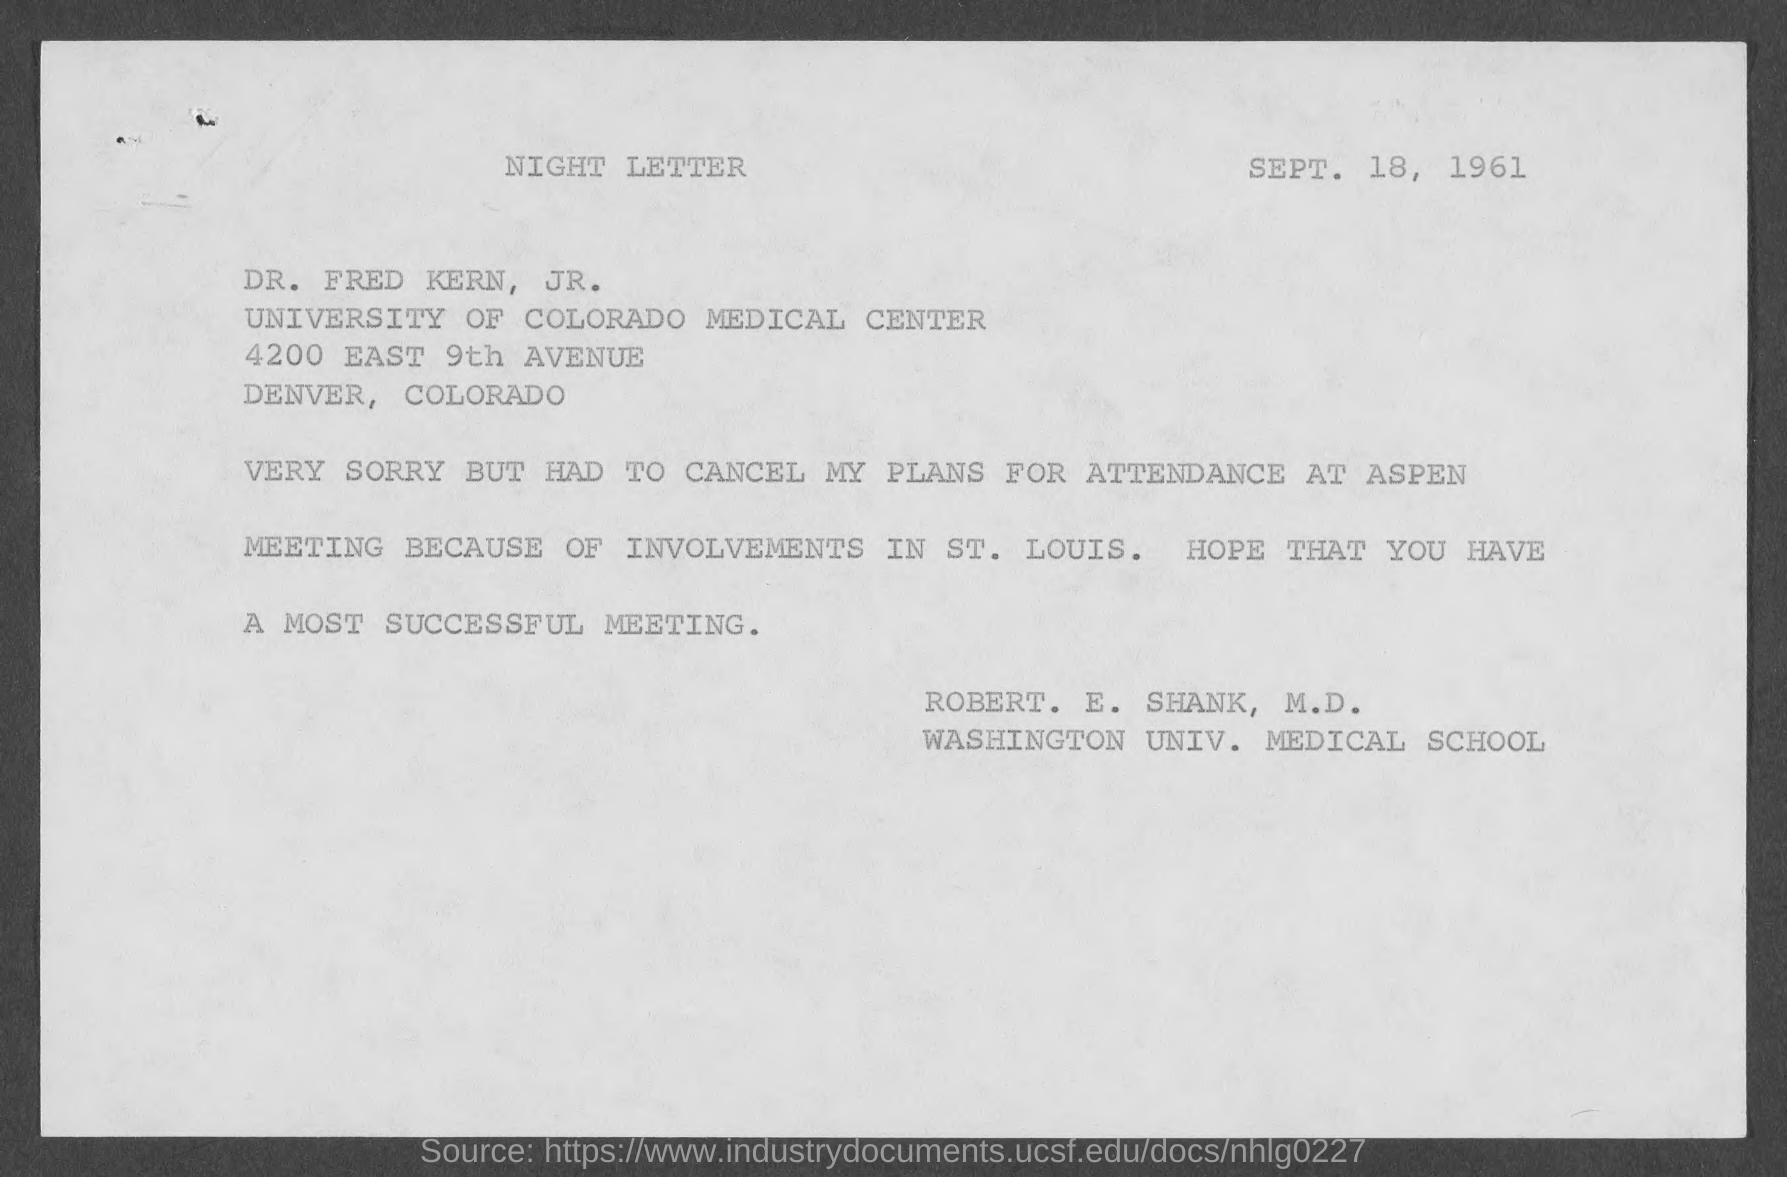 NIGHT LETTER SEPT. 18, 1961
DR. FRED KERN, JR.
UNIVERSITY OF COLORADO MEDICAL CENTER
4200 EAST 9th AVENUE
DENVER, COLORADO
VERY SORRY BUT HAD TO CANCEL MY PLANS FOR ATTENDANCE AT ASPEN
MEETING BECAUSE OF INVOLVEMENTS IN ST. LOUIS. HOPE THAT YOU HAVE
A MOST SUCCESSFUL MEETING.
ROBERT. E. SHANK, M.D.
WASHINGTON UNIV. MEDICAL SCHOOL
Source: https://www.industrydocuments.ucsf.edu/docs/nhlg0227